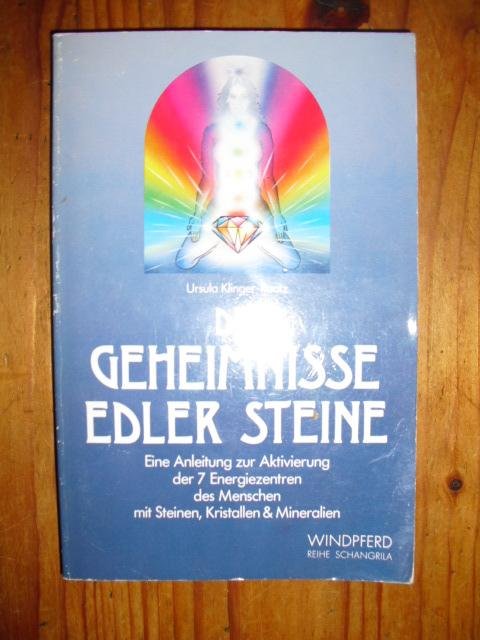 Ursula Klinger-
GEHEIMNISSE
EDLER STEINE
Eine Anleitung zur Aktivierung
der 7 Energiezentren
des Menschen
mit Steinen, Kristallen & Mineralien
WINDPFERD
REIHE SCHANGRILA